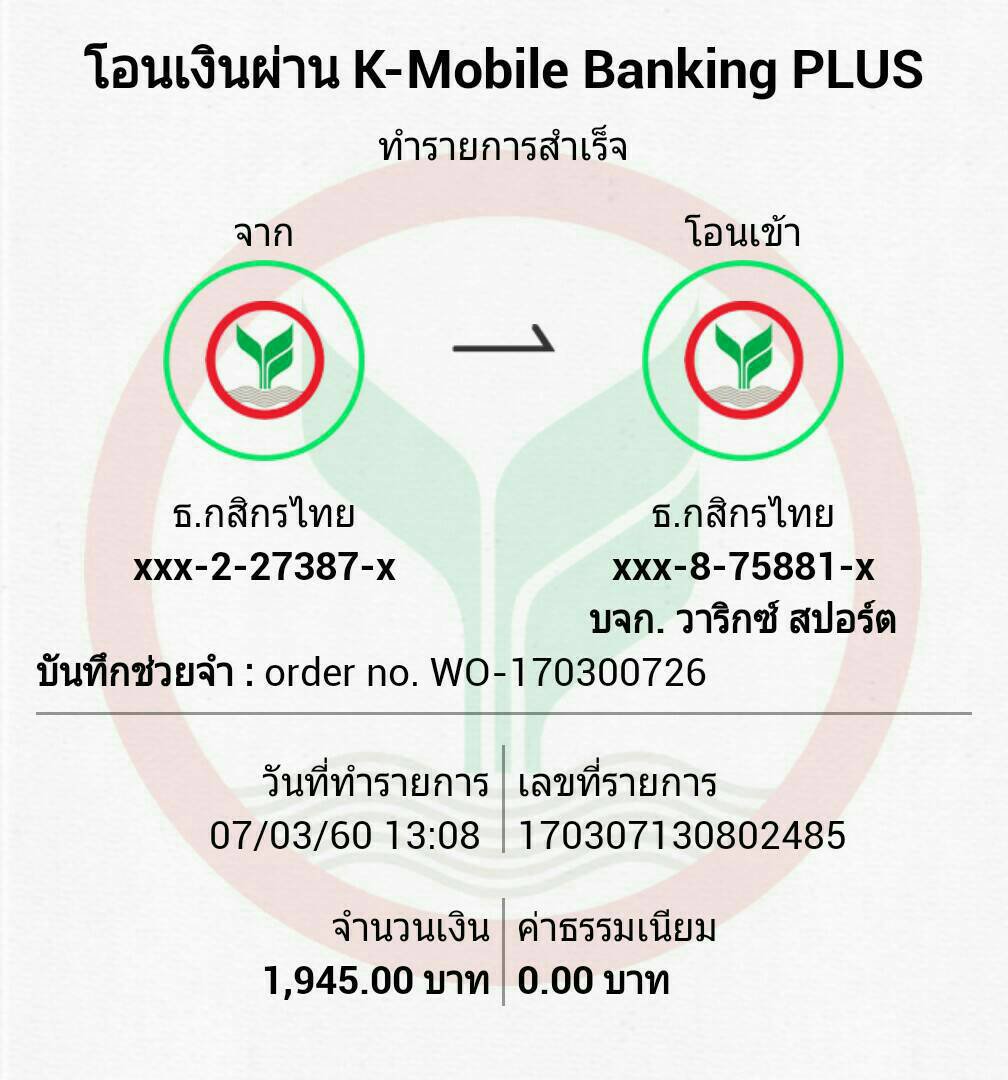 โอนเงินผ่าน K-Mobile Banking PLUS
ทำรายการสำเร็จ
จาก
โอนเข้า
ธ.กสิกรไทย
xxx-2-27387-x
ธ.กสิกรไทย
xxx-8-75881-x
บจก. วาริกซ์ สปอร์ต
บันทึกช่วยจำ : order no. WO-170300726
วันที่ทำรายการ
07/03/60 13:08
เลขที่รายการ
170307130802485
จำนวนเงิน
1,945.00 บาท
ค่าธรรมเนียม
0.00 บาท